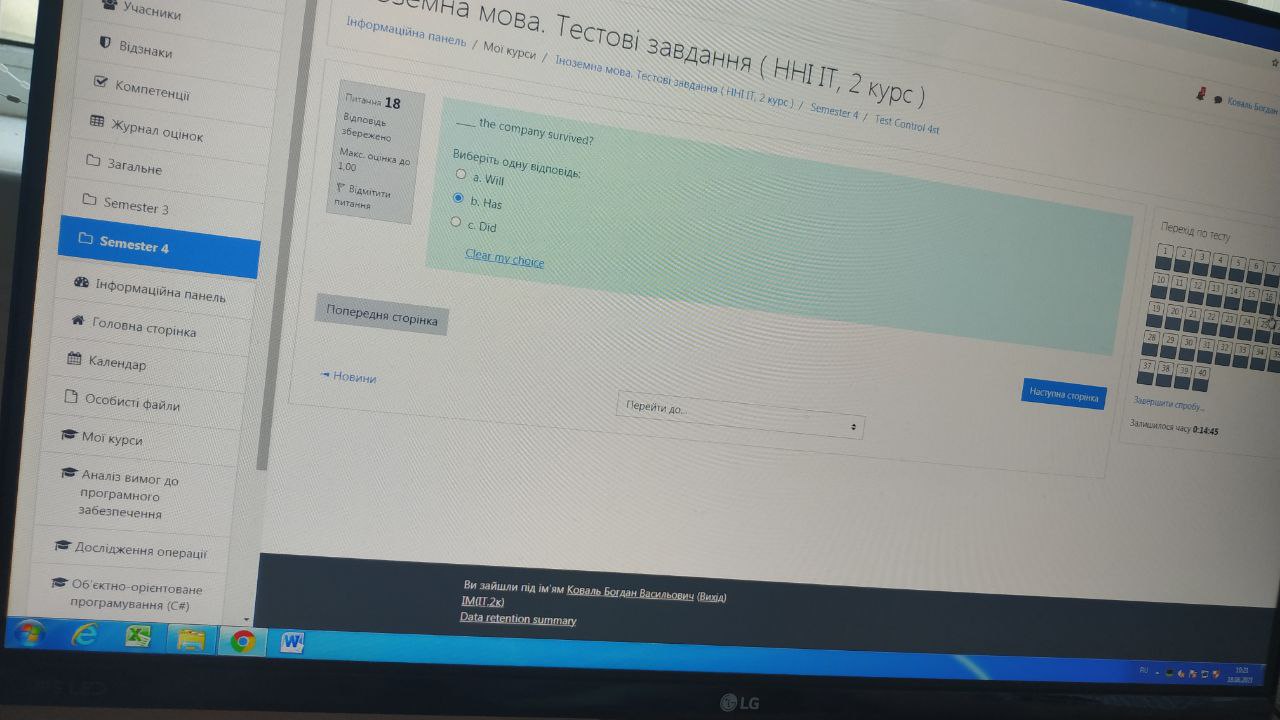 Учасники
Відзнаки
Компетенції
Журнал оцінок
Загальне
Semester 3
Semester 4
Інформаційна панель
Головна сторінка
Календар
Особисті файли
Мої курси
Аналіз вимог до
програмного
забезпечення
Дослідження операції
Об'єктно-орієнтоване
програмування (C#)
мова. Тестові завдання ( ННІ ІТ, 2 курс )
Інформаційна панель / Мої курси / Іноземна мова. Тестові завдання ( ННІ ІТ, 2 курс ) / Semester 4 / Test Control 4st
Коваль Богдан
Питання 18
Відповідь
збережено
Макс. оцінка до
1,00
Відмітити
питання
___ the company survived?
Виберіть одну відповідь:
a. Will
b. Has
c. Did
Clear my choice
Попередня сторінка
Наступна сторінка
Новини
Перейти до...
Перехід по тесту
1 2 3 4 5 6 7
10 11 12 13 14 15 16
19 20 21 22 23 24 25
28 29 30 31 32 33 34
37 38 39 40
Завершити спробу...
Залишилося часу 0:14:45
Ви зайшли під ім'ям Коваль Богдан Васильович (Вихід)
ІМ(ІТ,2к)
Data retention summary
RU
10:21
LG